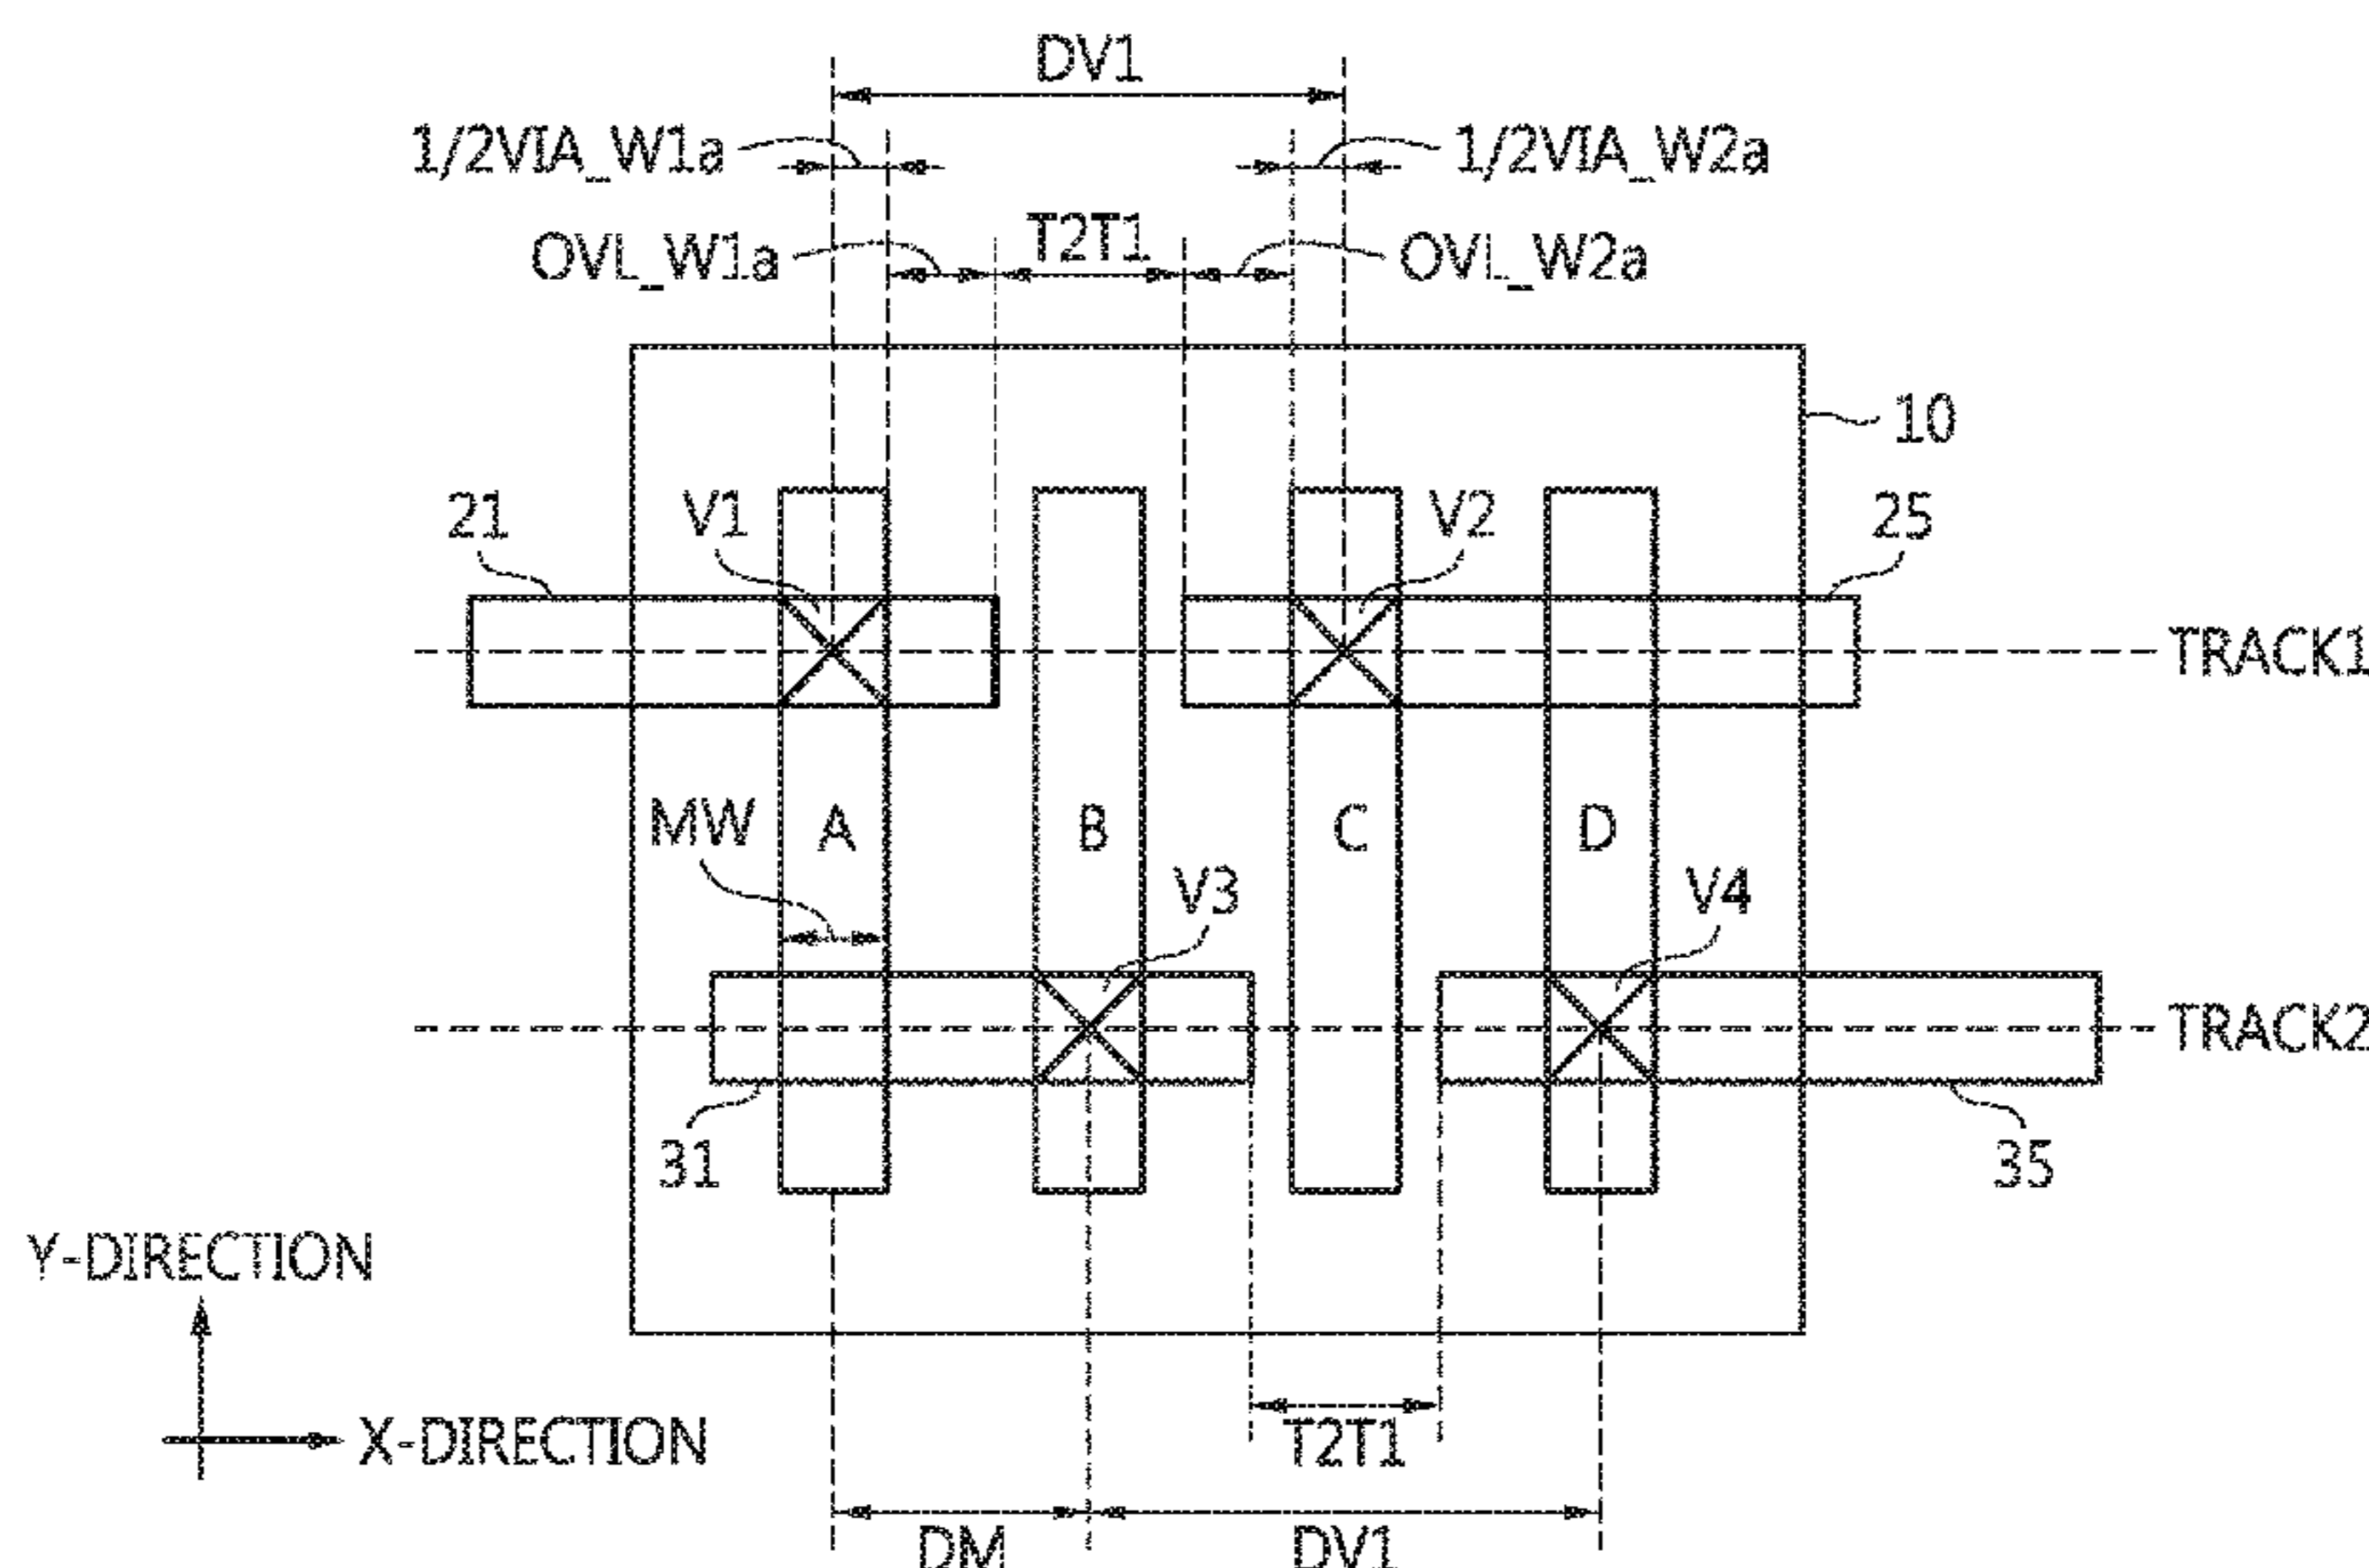 DV1
1/2VIA_W1a
1/2VIA_W2a
OVL_W1a
T2T1
OVL_W2a
10
21
V1
V2
25
TRACK1
MW
A
B
C
D
V3
V4
TRACK2
31
35
Y-DIRECTION
X-DIRECTION
T2T1
DM
DV1